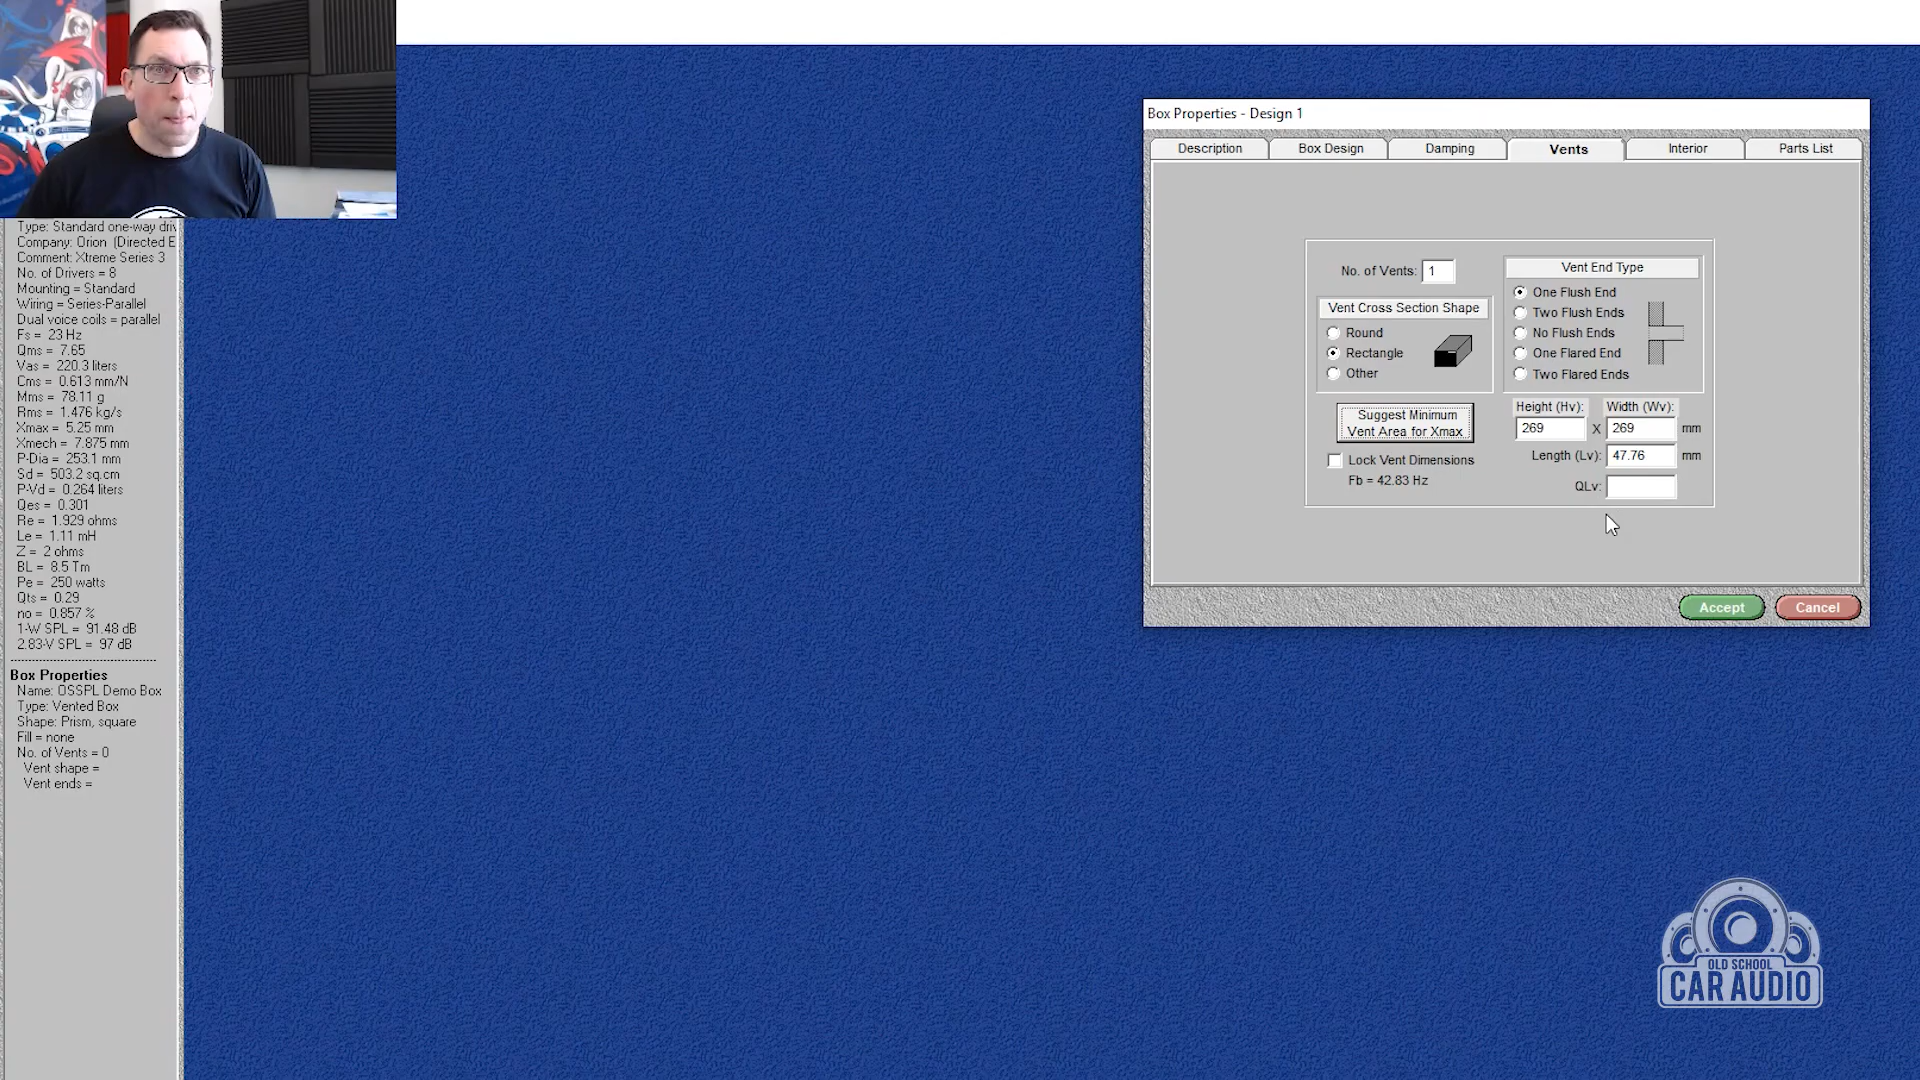 Type: Standard one-way driv
Company: Orion (Directed E
Comment: Xtreme Series 3
No. of Drivers = 8
Mounting = Standard
Wiring = Series-Parallel
Dual voice coils = parallel
Fs = 23 Hz
Qms = 7.65
Vas = 220.3 liters
Cms = 0.613 mm/N
Mms = 78.11 g
Rms = 1.476 kg/s
Xmax = 5.25 mm
Xmech = 7.875 mm
P-Dia = 253.1 mm
Sd = 503.2 sq.cm
P-Vd = 0.264 liters
Qes = 0.301
Re = 1.929 ohms
Le = 1.11 mH
Z = 2 ohms
BL = 8.5 Tm
Pe = 250 watts
Qts = 0.29
no = 0.857 %
1-W SPL = 91.48 dB
2.83-V SPL = 97 dB
Box Properties
Name: OSSPL Demo Box
Type: Vented Box
Shape: Prism, square
Fill = none
No. of Vents = 0
Vent shape =
Vent ends =
Box Properties - Design 1
Description Box Design Damping Vents Interior Parts List
No. of Vents: 1
Vent Cross Section Shape
Round
Rectangle
Other
Suggest Minimum
Vent Area for Xmax
Lock Vent Dimensions
Fb = 42.83 Hz
Vent End Type
One Flush End
Two Flush Ends
No Flush Ends
One Flared End
Two Flared Ends
Height (Hv): Width (Wv):
269 X 269 mm
Length (Lv): 47.76 mm
QLv:
Accept Cancel
OLD SCHOOL
CAR AUDIO